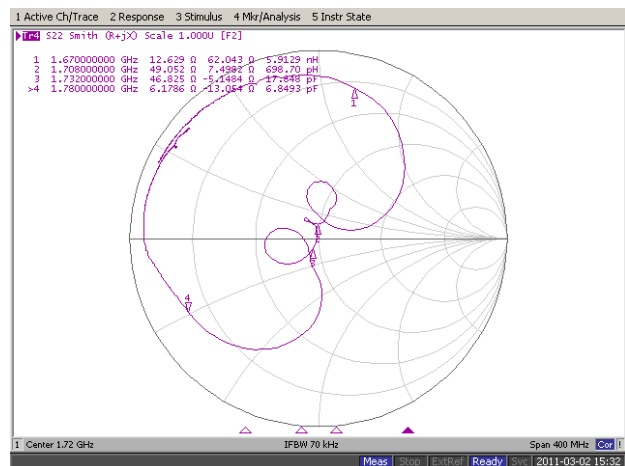 1 Active Ch/Trace 2 Response 3 Stimulus 4 Mkr/Analysis 5 Instr State
Tr4 S22 Smith (R+jX) Scale 1.000U [F2]
1 1.670000000 GHz 12.629 Ω 62.043 Ω 5.9129 nH
2 1.708000000 GHz 49.052 Ω 7.4982 Ω 698.70 pH
3 1.732000000 GHz 46.825 Ω -5.1484 Ω 17.848 pF
>4 1.780000000 GHz 6.1786 Ω -13.054 Ω 6.8493 pF
1
4
1 Center 1.72 GHz IFBW 70 kHz Span 400 MHz Cor !
Meas Stop ExtRef Ready Svc 2011-03-02 15:32